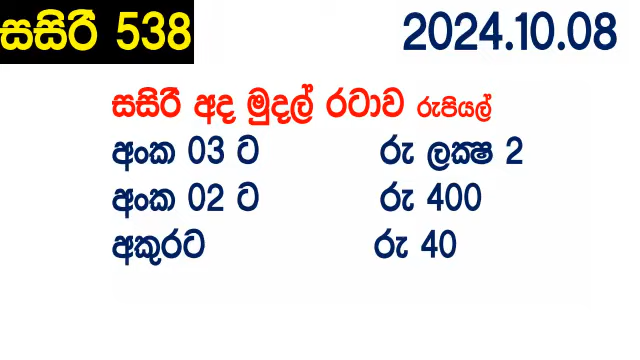 සසිරි 538 2024.10.08
සසිරි අද මුදල් රටාව රුපියල්
අංක 03 ට රු ලක්ෂ 2
අංක 02 ට රු 400
අකුරට රු 40